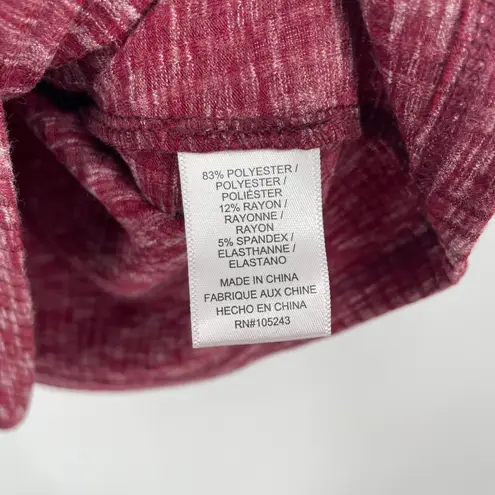 83% POLYESTER /
POLYESTER /
POLIÉSTER
12% RAYON /
RAYONNE /
RAYON
5% SPANDEX /
ELASTHANNE /
ELASTANO
MADE IN CHINA
FABRIQUE AUX CHINE
HECHO EN CHINA
RN#105243